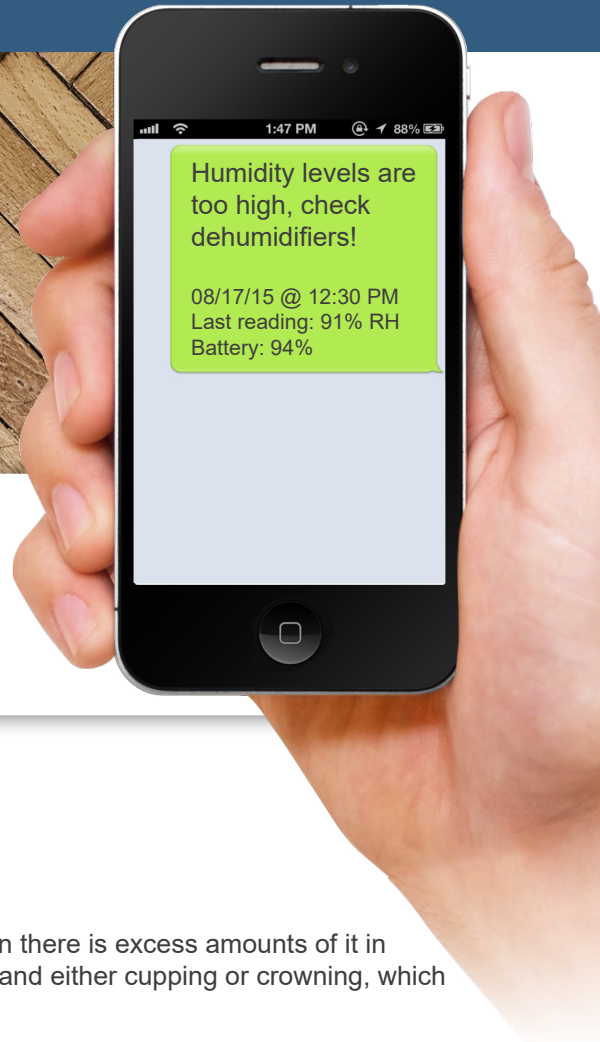 1:47 PM 88%
Humidity levels are
too high, check
dehumidifiers!
08/17/15 @ 12:30 PM
Last reading: 91% RH
Battery: 94%
there is excess amounts of it in
and either cupping or crowning, which